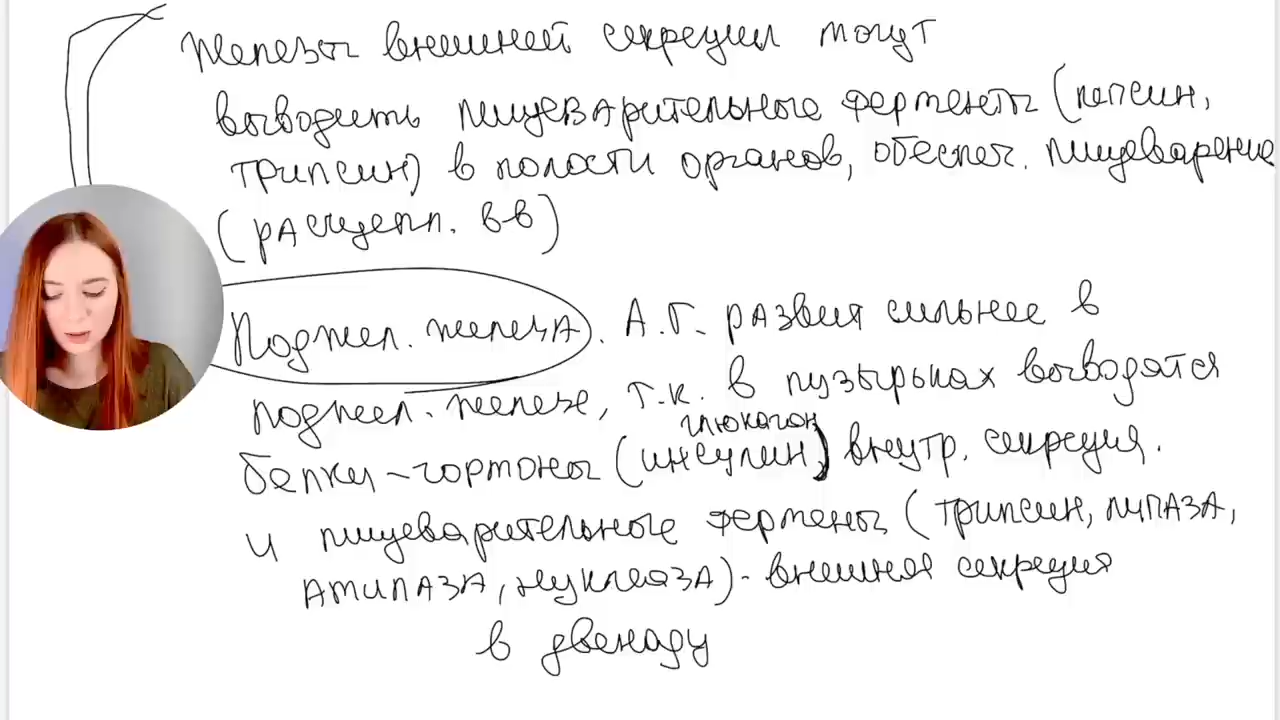 Железы внешней секреции могут
выводить пищеварительные ферменты (пепсин,
трипсин) в полости органов, обеспеч. пищеварение
(расщепл. в-в)
Поджел. железа. А.Г. развит сильнее в
поджел. железе, т.к. в пузырьках выводятся
глюкагон
белки-гормоны (инсулин,) внутр. секреция.
и пищеварительные ферменты (трипсин, липаза,
амилаза, нуклеаза) - внешняя секреция
в двенадц